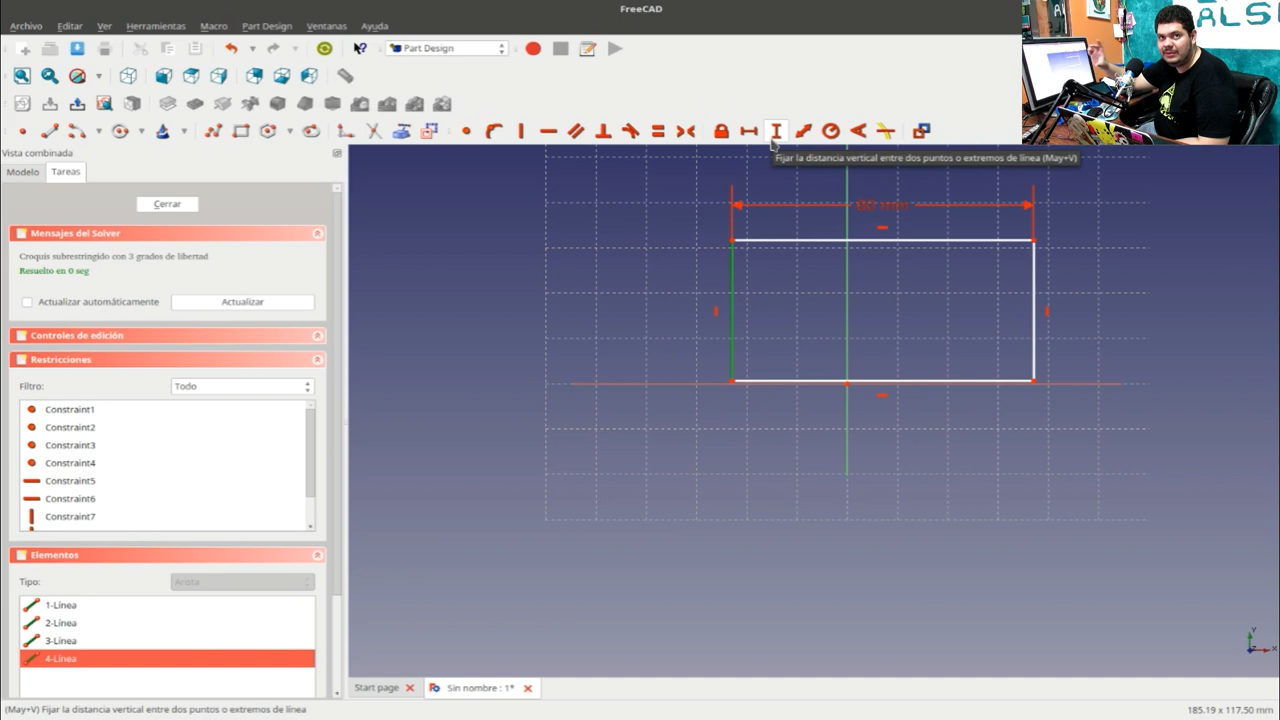 FreeCAD
Archivo Editar Ver Herramientas Macro Part Design Ventanas Ayuda
Part Design
ALS
Fijar la distancia vertical entre dos puntos o extremos de línea (May+V)
Vista combinada
Modelo Tareas
Cerrar
Mensajes del Solver
Croquis subrestringido con 3 grados de libertad
Resuelto en 0 seg
Actualizar automáticamente Actualizar
Controles de edición
Restricciones
Filtro: Todo
Constraint1
Constraint2
Constraint3
Constraint4
Constraint5
Constraint6
Constraint7
Elementos
Tipo: Arista
1-Línea
2-Línea
3-Línea
4-Línea
Y
X
Z
Start page Sin nombre : 1*
(May+V) Fijar la distancia vertical entre dos puntos o extremos de línea 185.19 x 117.50 mm